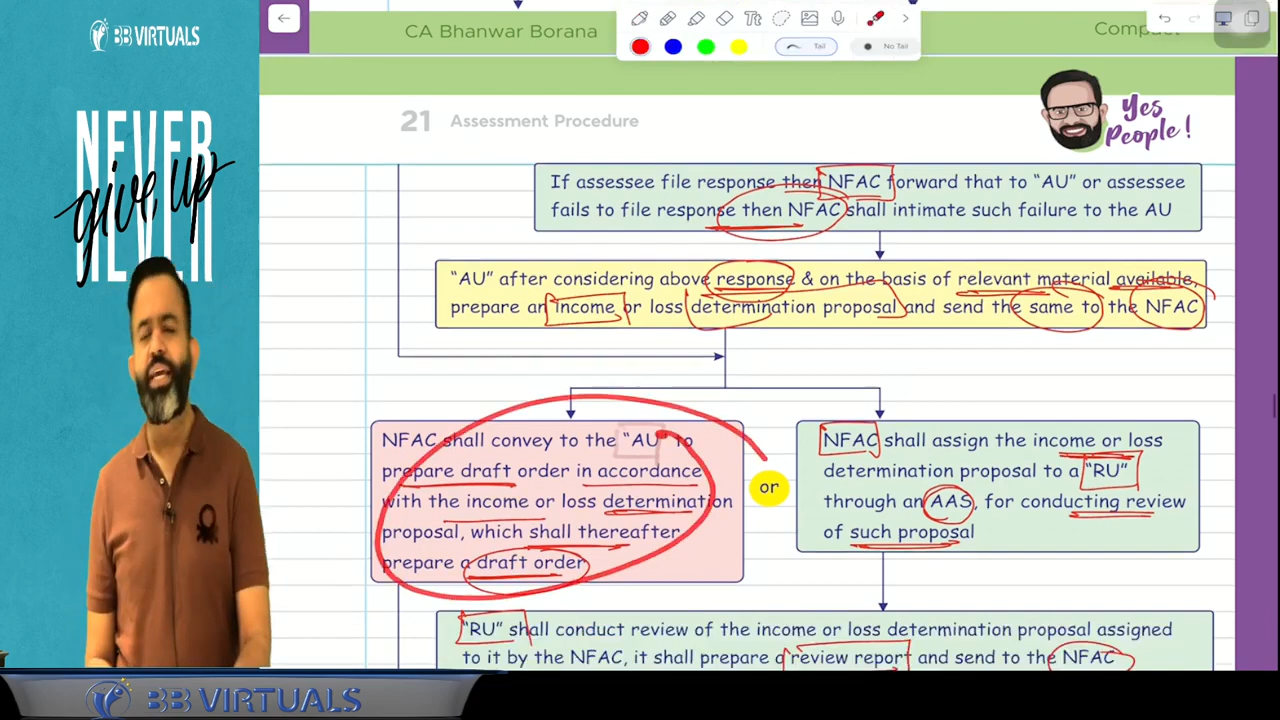 BB VIRTUALS
NEVER
give up
NEVER
CA Bhanwar Borana
Tt
Tail
No Tail
21 Assessment Procedure
Yes
People!
If assessee file response then NFAC forward that to “AU” or assessee
fails to file response then NFAC shall intimate such failure to the AU
“AU” after considering above response & on the basis of relevant material available,
prepare an income or loss determination proposal and send the same to the NFAC
NFAC shall convey to the “AU” to
prepare draft order in accordance
with the income or loss determination
proposal, which shall thereafter
prepare a draft order
or
NFAC shall assign the income or loss
determination proposal to a “RU”
through an AAS, for conducting review
of such proposal
“RU” shall conduct review of the income or loss determination proposal assigned
to it by the NFAC, it shall prepare a review report and send to the NFAC
BB VIRTUALS
BB VIRTUALS